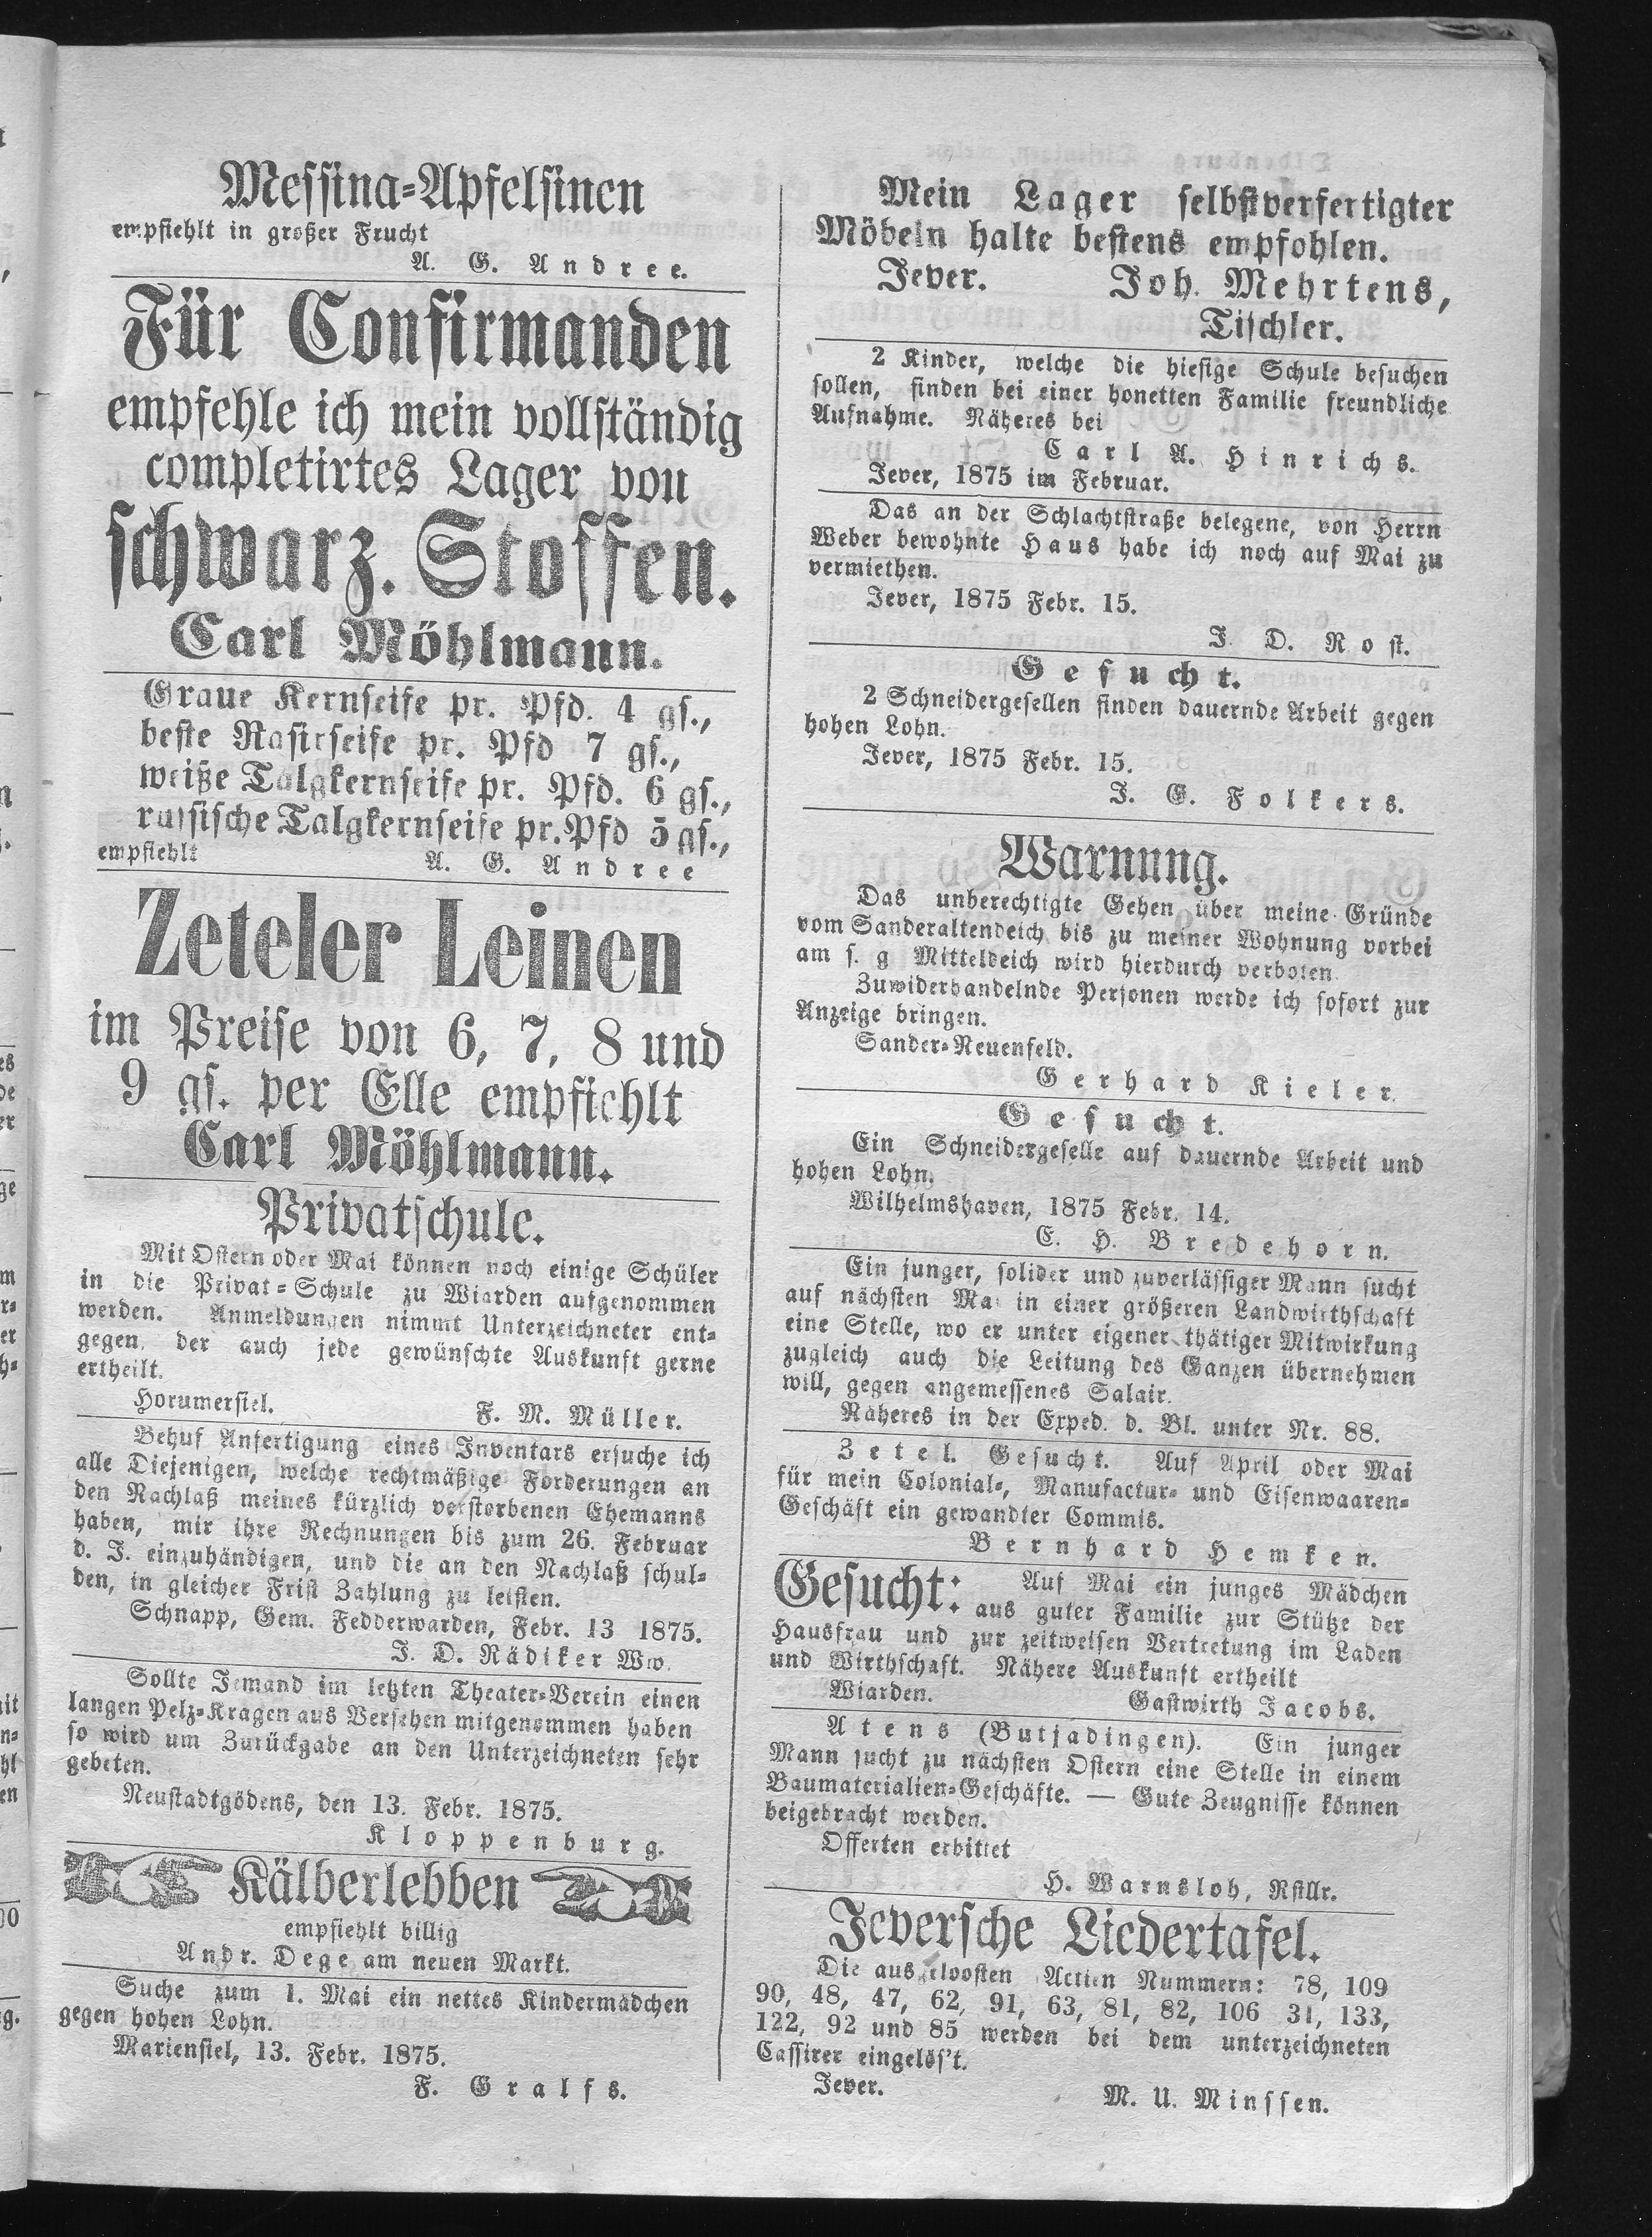 Messina-Apfelsinen
empfiehlt in großer Frucht
A. G. Andree.
Für Confirmanden
empfehle ich mein vollständig
completirtes Lager von
schwarz. Stoffen.
Carl Möhlmann.
Graue Kernseife pr. Pfd. 4 gs.,
beste Rasirseife pr. Pfd 7 gs.,
weiße Talgkernseife pr. Pfd. 6 gs.,
russische Talgkernseife pr. Pfd 5 gs.,
empfiehlt A. G. Andree
Zeteler Leinen
im Preise von 6, 7, 8 und
9 gs. per Elle empfiehlt
Carl Möhlmann.
Privatschule.
Mit Ostern oder Mai können noch einige Schüler
in die Privat-Schule zu Wiarden aufgenommen
werden. Anmeldungen nimmt Unterzeichneter ent-
gegen, der auch jede gewünschte Auskunft gerne
ertheilt.
Horumersiel. F. M. Müller.
Behuf Anfertigung eines Inventars ersuche ich
alle Diejenigen, welche rechtmäßige Forderungen an
den Nachlaß meines kürzlich verstorbenen Ehemanns
haben, mir ihre Rechnungen bis zum 26. Februar
d. J. einzuhändigen, und die an den Nachlaß schul-
den, in gleicher Frist Zahlung zu leisten.
Schnapp, Gem. Fedderwarden, Febr. 13 1875.
J. D. Rädiker Ww.
Sollte Jemand im letzten Theater-Verein einen
langen Pelz-Kragen aus Versehen mitgenommen haben
so wird um Zurückgabe an den Unterzeichneten sehr
gebeten.
Neustadtgödens, den 13. Febr. 1875.
Kloppenburg.
Kälberlebben
empfiehlt billig
Andr. Dege am neuen Markt.
Suche zum 1. Mai ein nettes Kindermädchen
gegen hohen Lohn.
Mariensiel, 13. Febr. 1875.
F. Gralfs.
Mein Lager selbstverfertigter
Möbeln halte bestens empfohlen.
Jever. Joh. Mehrtens,
Tischler.
2 Kinder, welche die hiesige Schule besuchen
sollen, finden bei einer honetten Familie freundliche
Aufnahme. Näheres bei
Carl A. Hinrichs.
Jever, 1875 im Februar.
Das an der Schlachtstraße belegene, von Herrn
Weber bewohnte Haus habe ich noch auf Mai zu
vermiethen.
Jever, 1875 Febr. 15.
J. D. Rost.
Gesucht.
2 Schneidergesellen finden dauernde Arbeit gegen
hohen Lohn.
Jever, 1875 Febr. 15.
J. G. Folkers.
Warnung.
Das unberechtigte Gehen über meine Gründe
vom Sanderaltendeich bis zu meiner Wohnung vorbei
am s. g Mitteldeich wird hierdurch verboten.
Zuwiderhandelnde Personen werde ich sofort zur
Anzeige bringen.
Sander-Neuenfeld.
Gerhard Kieler.
Gesucht.
Ein Schneidergeselle auf dauernde Arbeit und
hohen Lohn.
Wilhelmshaven, 1875 Febr. 14.
E. H. Bredehorn.
Ein junger, solider und zuverlässiger Mann sucht
auf nächsten Mai in einer größeren Landwirthschaft
eine Stelle, wo er unter eigener thätiger Mitwirkung
zugleich auch die Leitung des Ganzen übernehmen
will, gegen angemessenes Salair.
Näheres in der Exped. d. Bl. unter Nr. 88.
Zetel. Gesucht. Auf April oder Mai
für mein Colonial-, Manufactur- und Eisenwaaren-
Geschäft ein gewandter Commis.
Bernhard Hemken.
Gesucht: Auf Mai ein junges Mädchen
aus guter Familie zur Stütze der
Hausfrau und zur zeitweisen Vertretung im Laden
und Wirthschaft. Nähere Auskunft ertheilt
Wiarden. Gastwirth Jacobs.
Atens (Butjadingen). Ein junger
Mann sucht zu nächsten Ostern eine Stelle in einem
Baumaterialien-Geschäfte. — Gute Zeugnisse können
beigebracht werden.
Offerten erbittet
H. Warnsloh, Rstllr.
Jeversche Liedertafel.
Die ausgeloosten Actien Nummern: 78, 109
90, 48, 47, 62, 91, 63, 81, 82, 106 31, 133,
122, 92 und 85 werden bei dem unterzeichneten
Cassirer eingelös't.
Jever. M. U. Minssen.